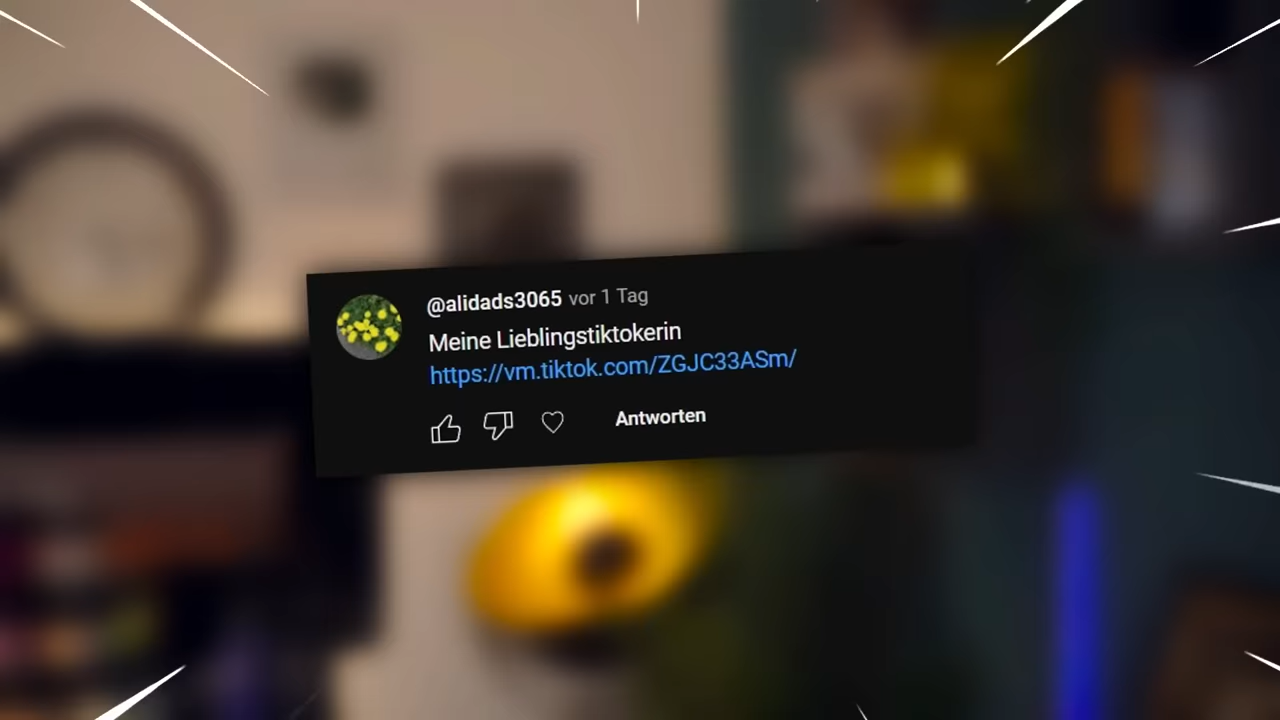 @alidads3065 vor 1 Tag
Meine Lieblingstiktokerin
https://vm.tiktok.com/ZGJC33ASm/
Antworten